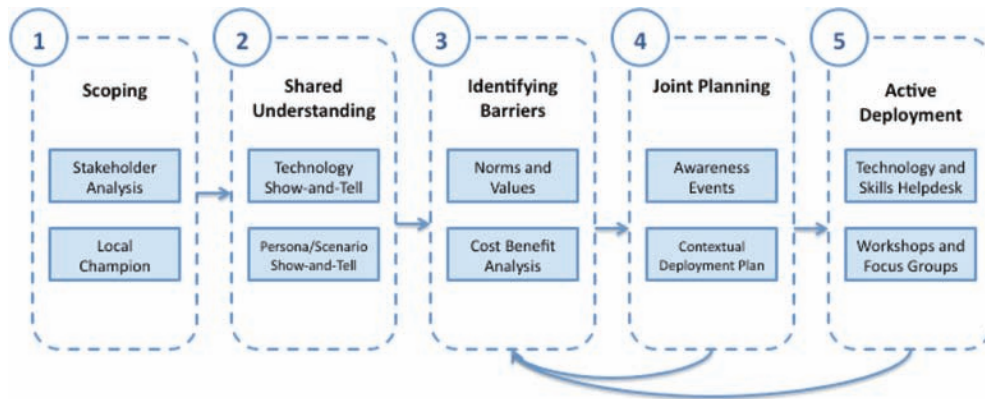 1
Scoping
Stakeholder
Analysis
Local
Champion
2
Shared
Understanding
Technology
Show-and-Tell
Persona/Scenario
Show-and-Tell
3
Identifying
Barriers
Norms and
Values
Cost Benefit
Analysis
4
Joint Planning
Awareness
Events
Contextual
Deployment Plan
5
Active
Deployment
Technology and
Skills Helpdesk
Workshops and
Focus Groups